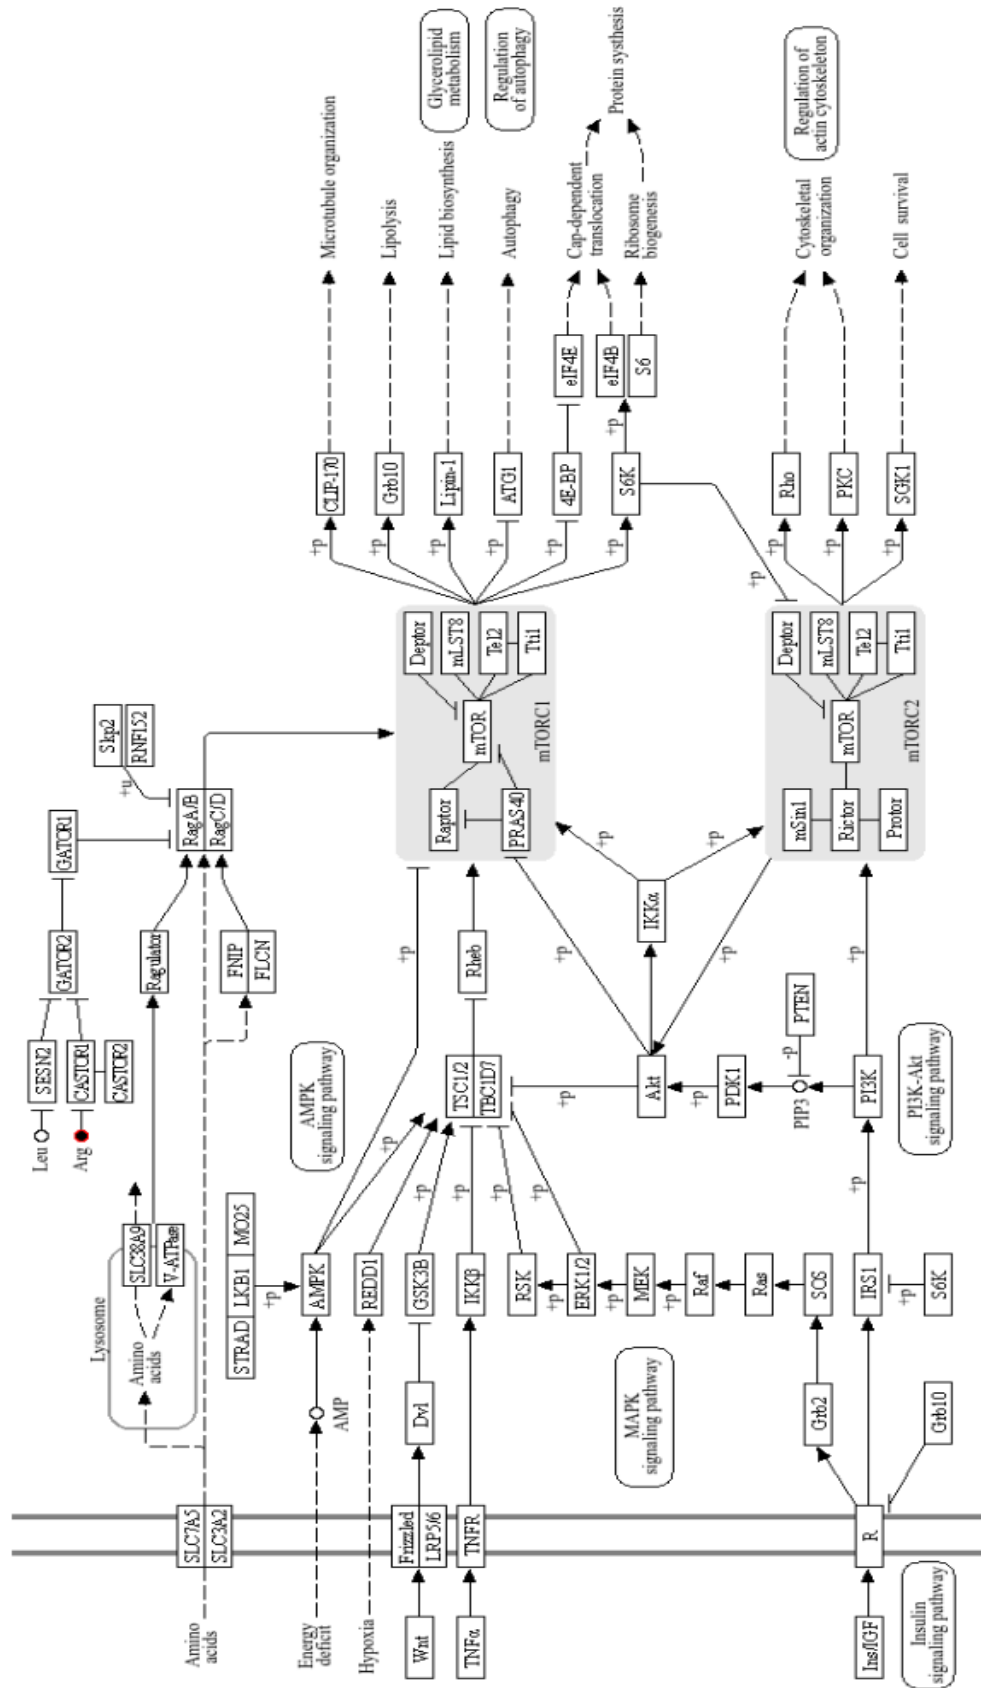 Amino
acids
Energy
deficit
Hypoxia
Wnt
TNFα
Ins/IGF
Insulin
signaling pathway
SLC7A5
SLC3A2
Frizzled
LRP5/6
TNFR
R
Lysosome
Amino
acids
SLC38A9
V-ATPase
STRAD
LKB1
MO25
+p
AMP
Dvl
MAPK
signaling pathway
Grb2
Grb10
AMPK
REDD1
GSK3B
IKKβ
RSK
+p
ERK1/2
+p
MEK
+p
Raf
Ras
SOS
IRS1
+p
S6K
Leu
Arg
SESN2
CASTOR1
CASTOR2
GATOR2
GATOR1
Ragulator
FNIP
FLCN
Skp2
RNF152
+u
RagA/B
RagC/D
AMPK
signaling pathway
+p
+p
+p
+p
+p
+p
TSC1/2
TBC1D7
Rheb
+p
+p
Akt
+p
PDK1
PIP3
-p
PTEN
+p
PI3K
+p
PI3K-Akt
signaling pathway
IKKα
+p
+p
+p
Raptor
PRAS40
mTOR
Deptor
mLST8
Tel2
Tti1
mTORC1
mSin1
Rictor
Protor
mTOR
Deptor
mLST8
Tel2
Tti1
mTORC2
+p
+p
+p
+p
+p
+p
CLIP-170
Grb10
Lipin-1
ATG1
4E-BP
S6K
+p
+p
eIF4E
eIF4B
S6
+p
+p
+p
Rho
PKC
SGK1
Microtubule organization
Lipolysis
Lipid biosynthesis
Autophagy
Cap-dependent
translocation
Ribosome
biogenesis
Protein systhesis
Cytoskeletal
organization
Cell survival
Glycerolipid
metabolism
Regulation
of autophagy
Regulation of
actin cytoskeleton